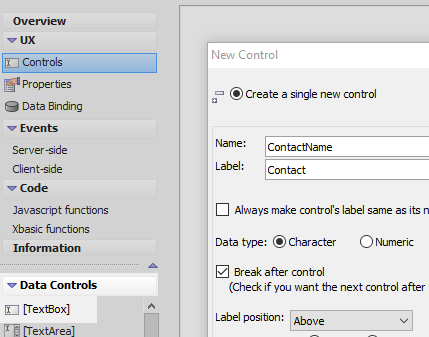 Overview
UX
Controls
Properties
Data Binding
Events
Server-side
Client-side
Code
Javascript functions
Xbasic functions
Information
Data Controls
[TextBox]
[TextArea]
New Control
Create a single new control
Name: ContactName
Label: Contact
Always make control's label same as its n
Data type: Character Numeric
Break after control
(Check if you want the next control after
Label position: Above